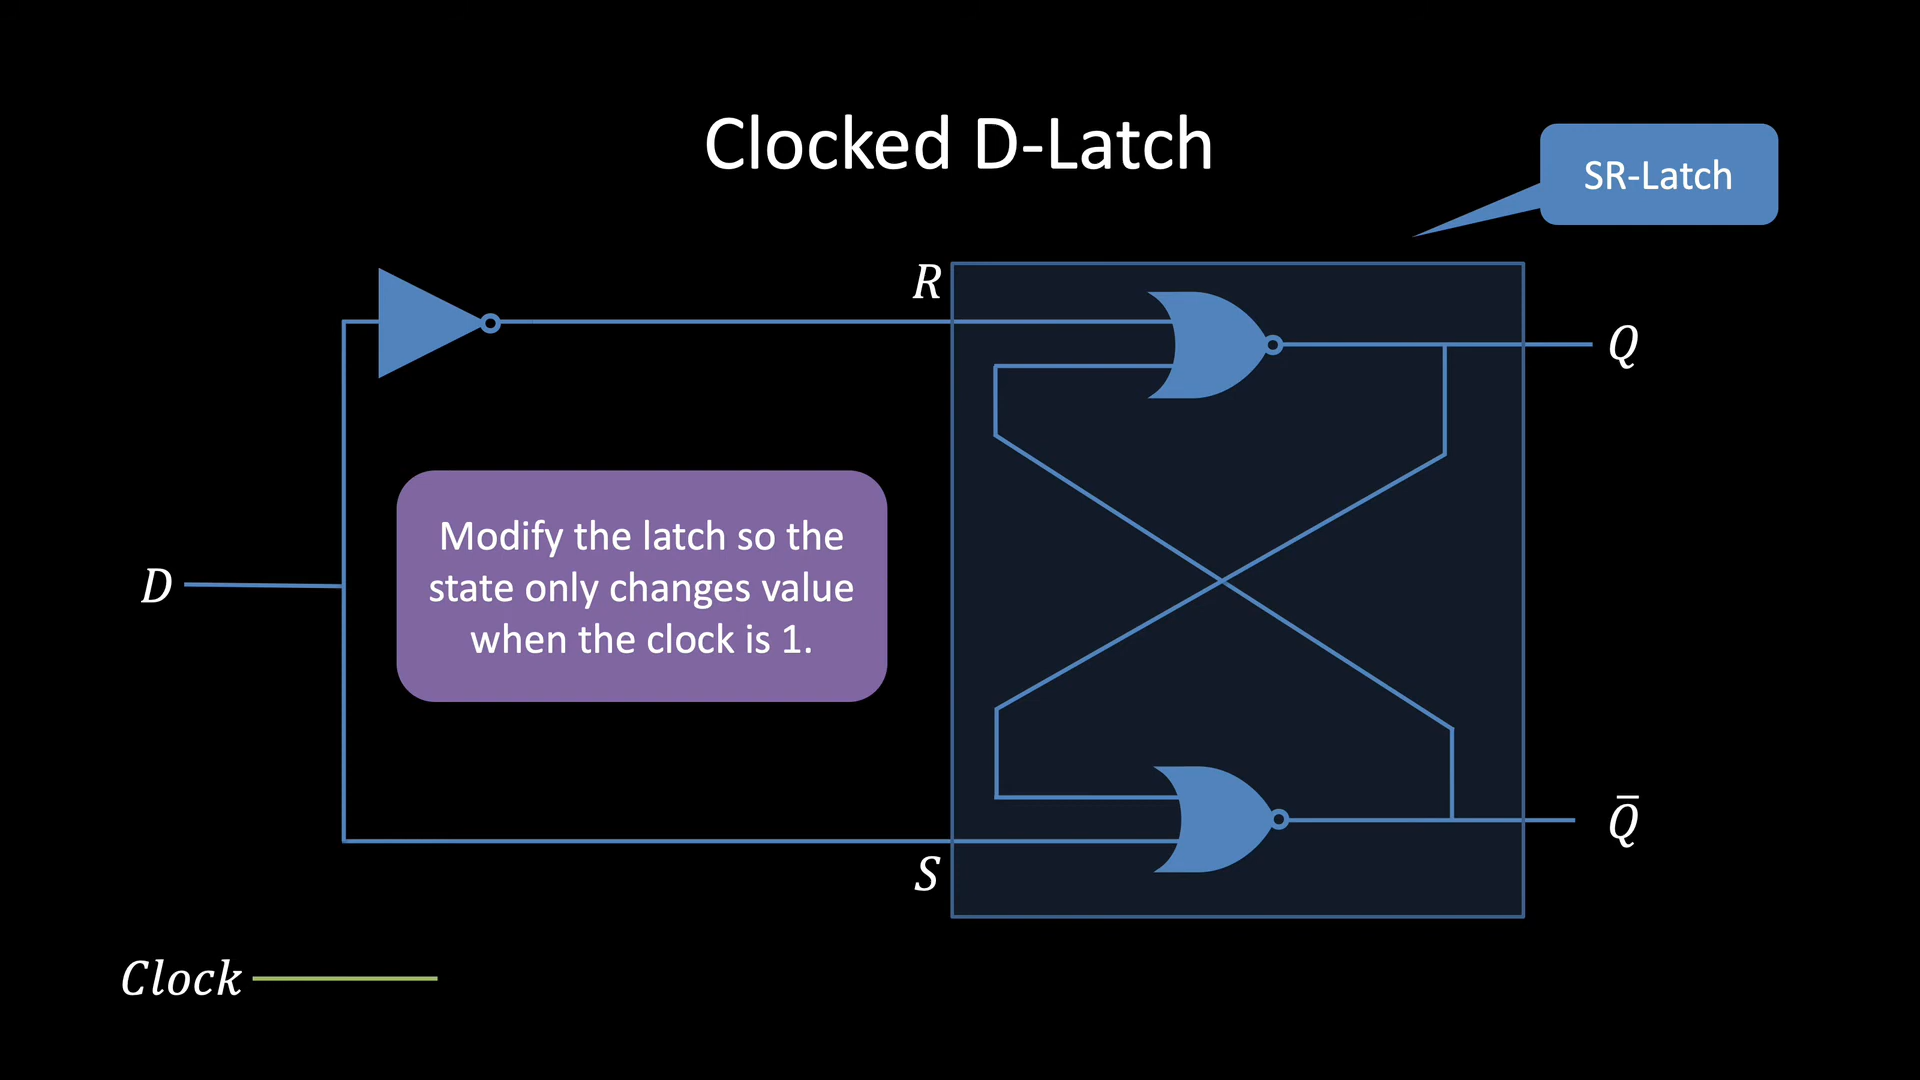 Clocked D-Latch
SR-Latch
R
Q
Modify the latch so the
state only changes value
when the clock is 1.
D
Q̅
S
Clock